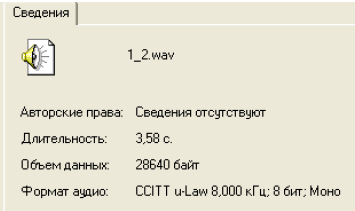 Сведения
1_2.wav
Авторские права: Сведения отсутствуют
Длительность: 3,58 с.
Объем данных: 28640 байт
Формат аудио: CCITT u-Law 8,000 кГц; 8 бит; Моно